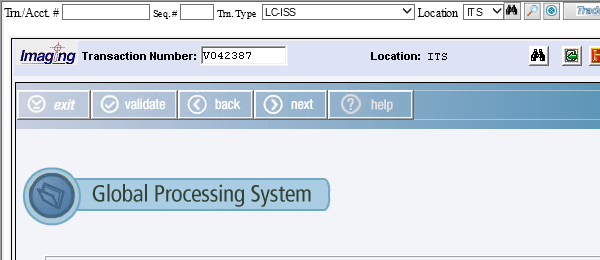 Trn./Acct. # Seq. # Trn. Type LC-ISS Location ITS Trade
Imaging Transaction Number: V042387 Location: ITS
exit validate back next help
Global Processing System